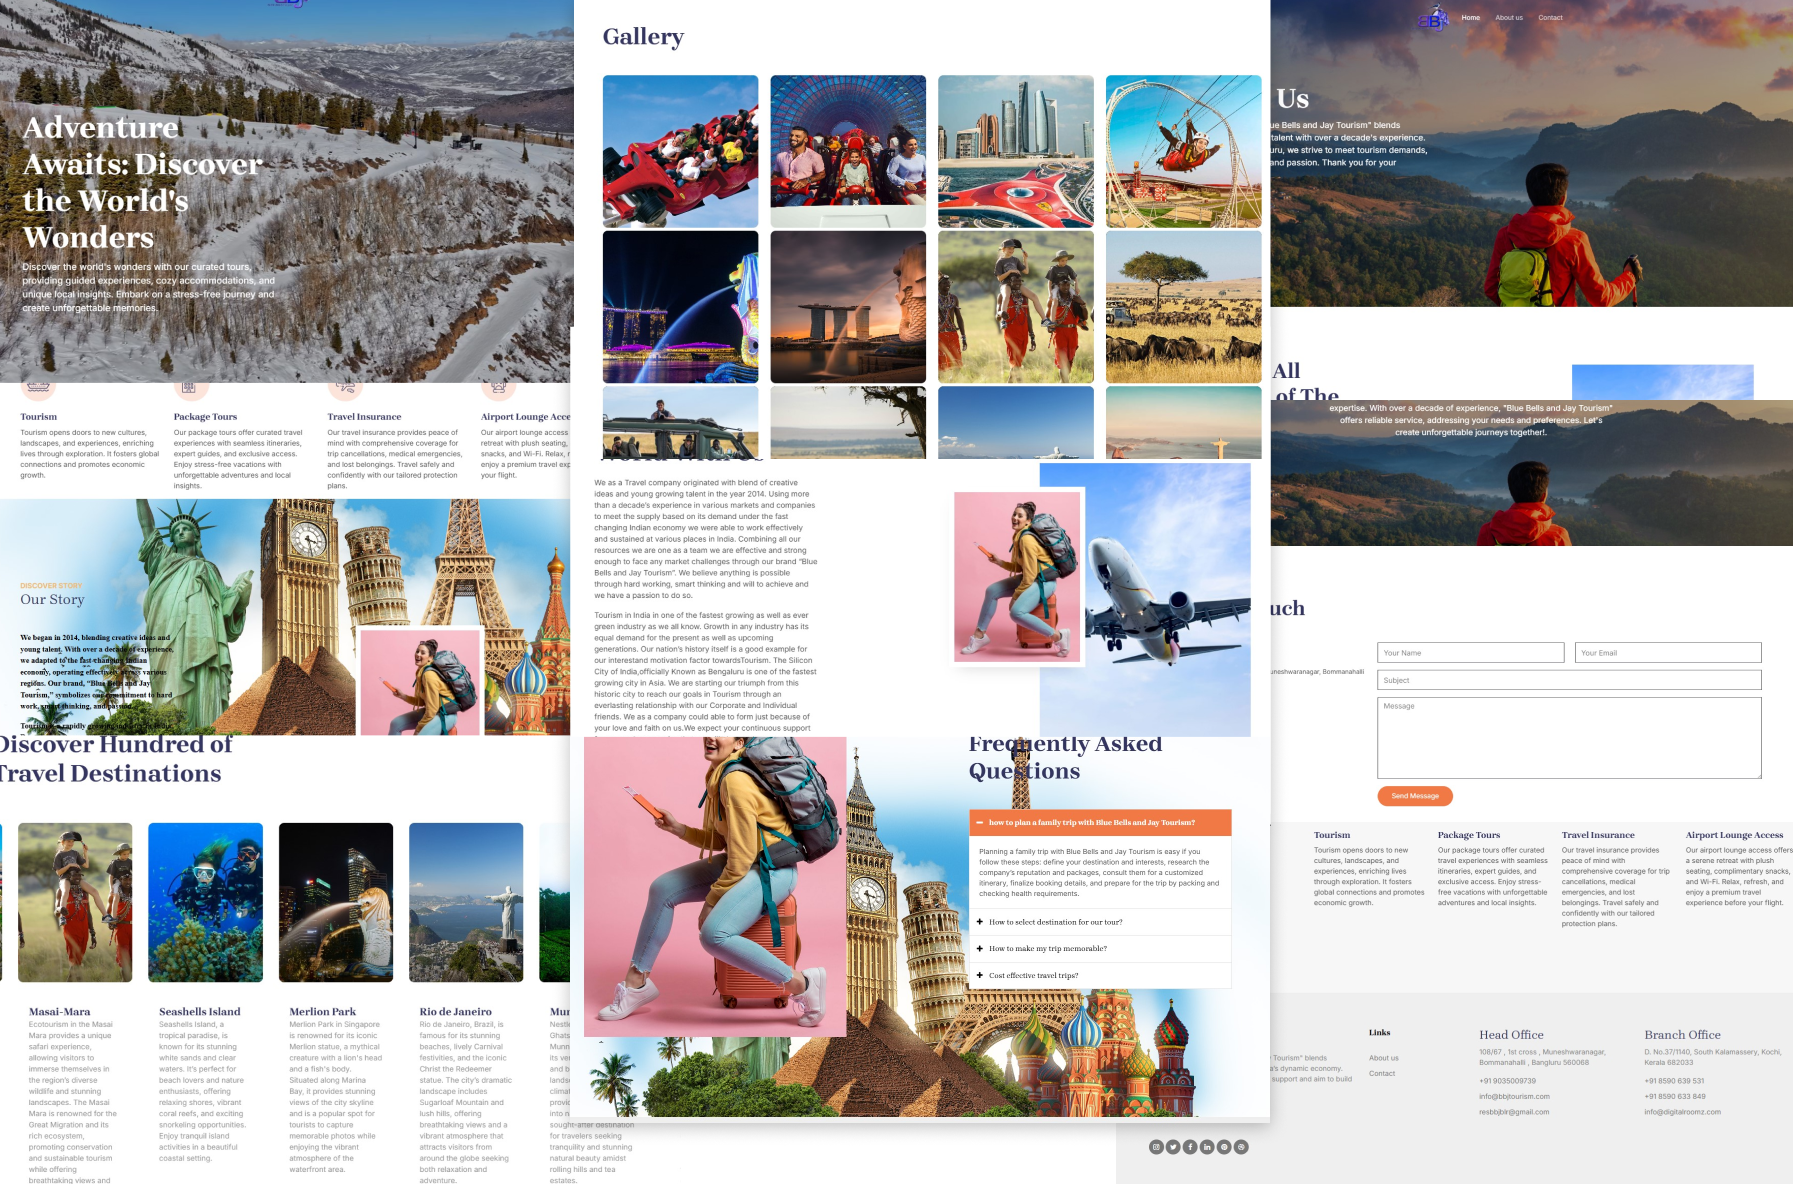 Adventure
Awaits: Discover
the World's
Wonders
Discover the world's wonders with our curated tours,
providing guided experiences, cozy accommodations, and
unique local insights. Embark on a stress-free journey and
create unforgettable memories.
Tourism
Tourism opens doors to new cultures,
landscapes, and experiences, enriching
lives through exploration. It fosters global
connections and promotes economic
growth.
Package Tours
Our package tours offer curated travel
experiences with seamless itineraries,
expert guides, and exclusive access.
Enjoy stress-free vacations with
unforgettable adventures and local
insights.
Travel Insurance
Our travel insurance provides peace of
mind with comprehensive coverage for
trip cancellations, medical emergencies,
and lost belongings. Travel safely and
confidently with our tailored protection
plans.
Airport Lounge Acce
Our airport lounge access
retreat with plush seating,
snacks, and Wi-Fi. Relax, r
enjoy a premium travel exp
your flight.
DISCOVER STORY
Our Story
We began in 2014, blending creative ideas and
young talent. With over a decade of experience,
we adapted to the fast-changing Indian
economy, operating effectively across various
regions. Our brand, "Blue Bells and Jay
Tourism," symbolizes our commitment to hard
work, smart thinking, and passion.
Discover Hundred of
Travel Destinations
Masai-Mara
Ecotourism in the Masai
Mara provides a unique
safari experience,
allowing visitors to
immerse themselves in
the region's diverse
wildlife and stunning
landscapes. The Masai
Mara is renowned for the
Great Migration and its
rich ecosystem,
promoting conservation
and sustainable tourism
while offering
breathtaking views and
Seashells Island
Seashells Island, a
tropical paradise, is
known for its stunning
white sands and clear
waters. It's perfect for
beach lovers and nature
enthusiasts, offering
relaxing shores, vibrant
coral reefs, and exciting
snorkeling opportunities.
Enjoy tranquil island
activities in a beautiful
coastal setting.
Merlion Park
Merlion Park in Singapore
is renowned for its iconic
Merlion statue, a mythical
creature with a lion's head
and a fish's body.
Situated along Marina
Bay, it provides stunning
views of the city skyline
and is a popular spot for
tourists to capture
memorable photos while
enjoying the vibrant
atmosphere of the
waterfront area.
Rio de Janeiro
Rio de Janeiro, Brazil, is
famous for its stunning
beaches, lively Carnival
festivities, and the iconic
Christ the Redeemer
statue. The city's dramatic
landscape includes
Sugarloaf Mountain and
lush hills, offering
breathtaking views and a
vibrant atmosphere that
attracts visitors from
around the globe seeking
both relaxation and
adventure.
Mun
Nestle
Ghats
Munn
its ve
and b
lands
climat
provid
into n
sought-after destination
for travelers seeking
tranquility and stunning
natural beauty amidst
rolling hills and tea
estates.
Gallery
We as a Travel company originated with blend of creative
ideas and young growing talent in the year 2014. Using more
than a decade's experience in various markets and companies
to meet the supply based on its demand under the fast
changing Indian economy we were able to work effectively
and sustained at various places in India. Combining all our
resources we are one as a team we are effective and strong
enough to face any market challenges through our brand "Blue
Bells and Jay Tourism". We believe anything is possible
through hard working, smart thinking and will to achieve and
we have a passion to do so.
Tourism in India in one of the fastest growing as well as ever
green industry as we all know. Growth in any industry has its
equal demand for the present as well as upcoming
generations. Our nation's history itself is a good example for
our interestand motivation factor towardsTourism. The Silicon
City of India,officially Known as Bengaluru is one of the fastest
growing city in Asia. We are starting our triumph from this
historic city to reach our goals in Tourism through an
everlasting relationship with our Corporate and Individual
friends. We as a company could able to form just because of
your love and faith on us.We expect your continuous support
Frequently Asked
Questions
how to plan a family trip with Blue Bells and Jay Tourism?
Planning a family trip with Blue Bells and Jay Tourism is easy if you
follow these steps: define your destination and interests, research the
company's reputation and packages, consult them for a customized
itinerary, finalize booking details, and prepare for the trip by packing and
checking health requirements.
How to select destination for our tour?
How to make my trip memorable?
Cost effective travel trips?
Home About us Contact
Us
ue Bells and Jay Tourism" blends
talent with over a decade's experience.
uru, we strive to meet tourism demands,
and passion. Thank you for your
All
of The
expertise. With over a decade of experience, "Blue Bells and Jay Tourism"
offers reliable service, addressing your needs and preferences. Let's
create unforgettable journeys together!.
uch
uneshwaranagar, Bommanahalli
Your Name
Your Email
Subject
Message
Send Message
Tourism
Tourism opens doors to new
cultures, landscapes, and
experiences, enriching lives
through exploration. It fosters
global connections and promotes
economic growth.
Package Tours
Our package tours offer curated
travel experiences with seamless
itineraries, expert guides, and
exclusive access. Enjoy stress-
free vacations with unforgettable
adventures and local insights.
Travel Insurance
Our travel insurance provides
peace of mind with
comprehensive coverage for trip
cancellations, medical
emergencies, and lost
belongings. Travel safely and
confidently with our tailored
protection plans.
Airport Lounge Access
Our airport lounge access offers
a serene retreat with plush
seating, complimentary snacks,
and Wi-Fi. Relax, refresh, and
enjoy a premium travel
experience before your flight.
Tourism" blends
a's dynamic economy.
support and aim to build
Links
About us
Contact
Head Office
108/67 , 1st cross , Muneshwaranagar,
Bommanahalli , Bangluru 560068
+91 9035009739
info@bbjtourism.com
resbbjblr@gmail.com
Branch Office
D. No.37/1140, South Kalamassery, Kochi,
Kerala 682033
+91 8590 639 531
+91 8590 633 849
info@digitalroomz.com